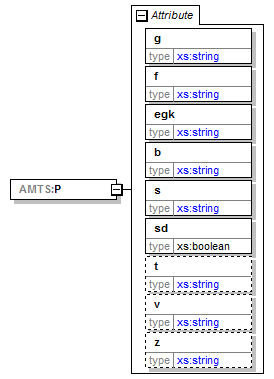 Attribute
g
type xs:string
f
type xs:string
egk
type xs:string
b
type xs:string
s
type xs:string
AMTS:P
sd
type xs:boolean
t
type xs:string
v
type xs:string
z
type xs:string